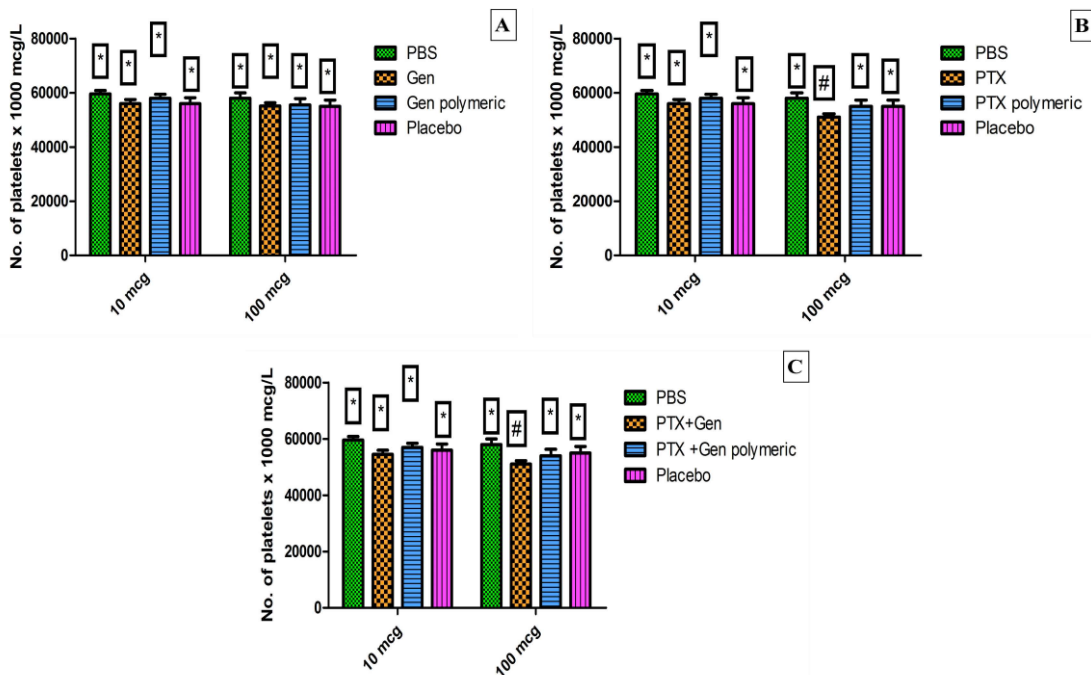 A
No. of platelets x 1000 mcg/L
80000
60000
40000
20000
0
* * * * * * * *
10 mcg
100 mcg
PBS
Gen
Gen polymeric
Placebo
B
No. of platelets x 1000 mcg/L
80000
60000
40000
20000
0
* * * * * # * *
10 mcg
100 mcg
PBS
PTX
PTX polymeric
Placebo
C
No. of platelets x 1000 mcg/L
80000
60000
40000
20000
0
* * * * * # * *
10 mcg
100 mcg
PBS
PTX+Gen
PTX +Gen polymeric
Placebo